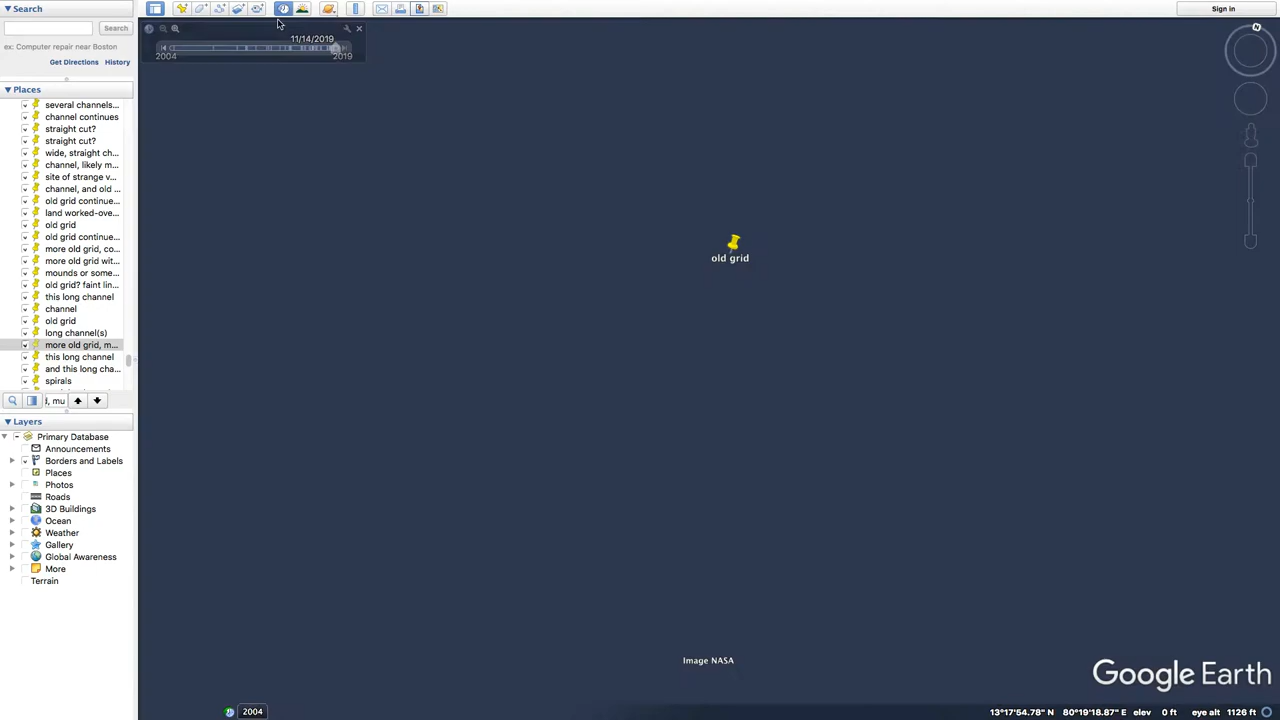 Search
Sign in
Search
ex: Computer repair near Boston
Get Directions History
11/14/2019
2004 2019
Places
several channels...
channel continues
straight cut?
straight cut?
wide, straight ch...
channel, likely m...
site of strange v...
channel, and old ...
old grid continue...
land worked-ove...
old grid
old grid continue...
more old grid, co...
more old grid wit...
mounds or some...
old grid? faint lin...
this long channel
channel
old grid
long channel(s)
more old grid, m...
this long channel
and this long cha...
spirals
old grid
N
d, mu
Layers
Primary Database
Announcements
Borders and Labels
Places
Photos
Roads
3D Buildings
Ocean
Weather
Gallery
Global Awareness
More
Terrain
Image NASA
Google Earth
2004
13°17'54.78" N 80°19'18.87" E elev 0 ft eye alt 1126 ft